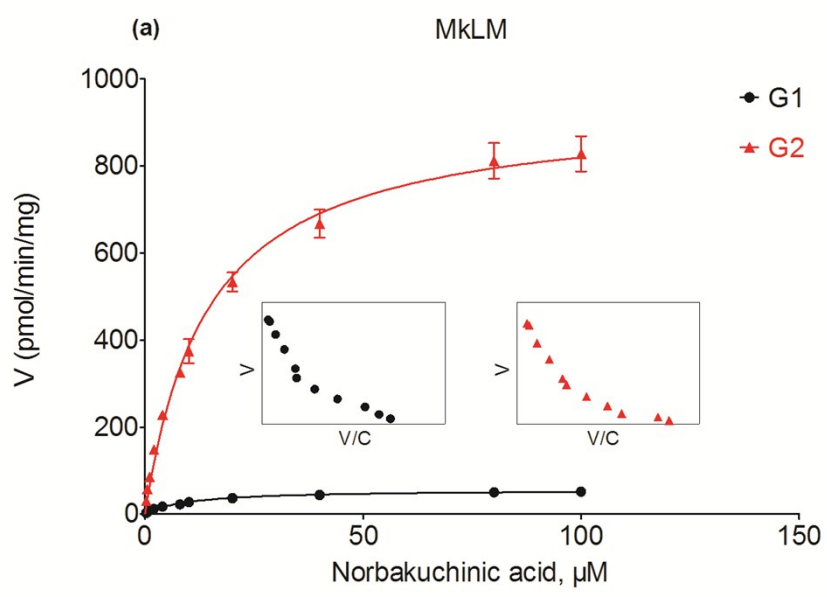 (a)
MkLM
G1
G2
V (pmol/min/mg)
1000
800
600
400
200
0
V
V/C
V
V/C
0
50
100
150
Norbakuchinic acid, µM